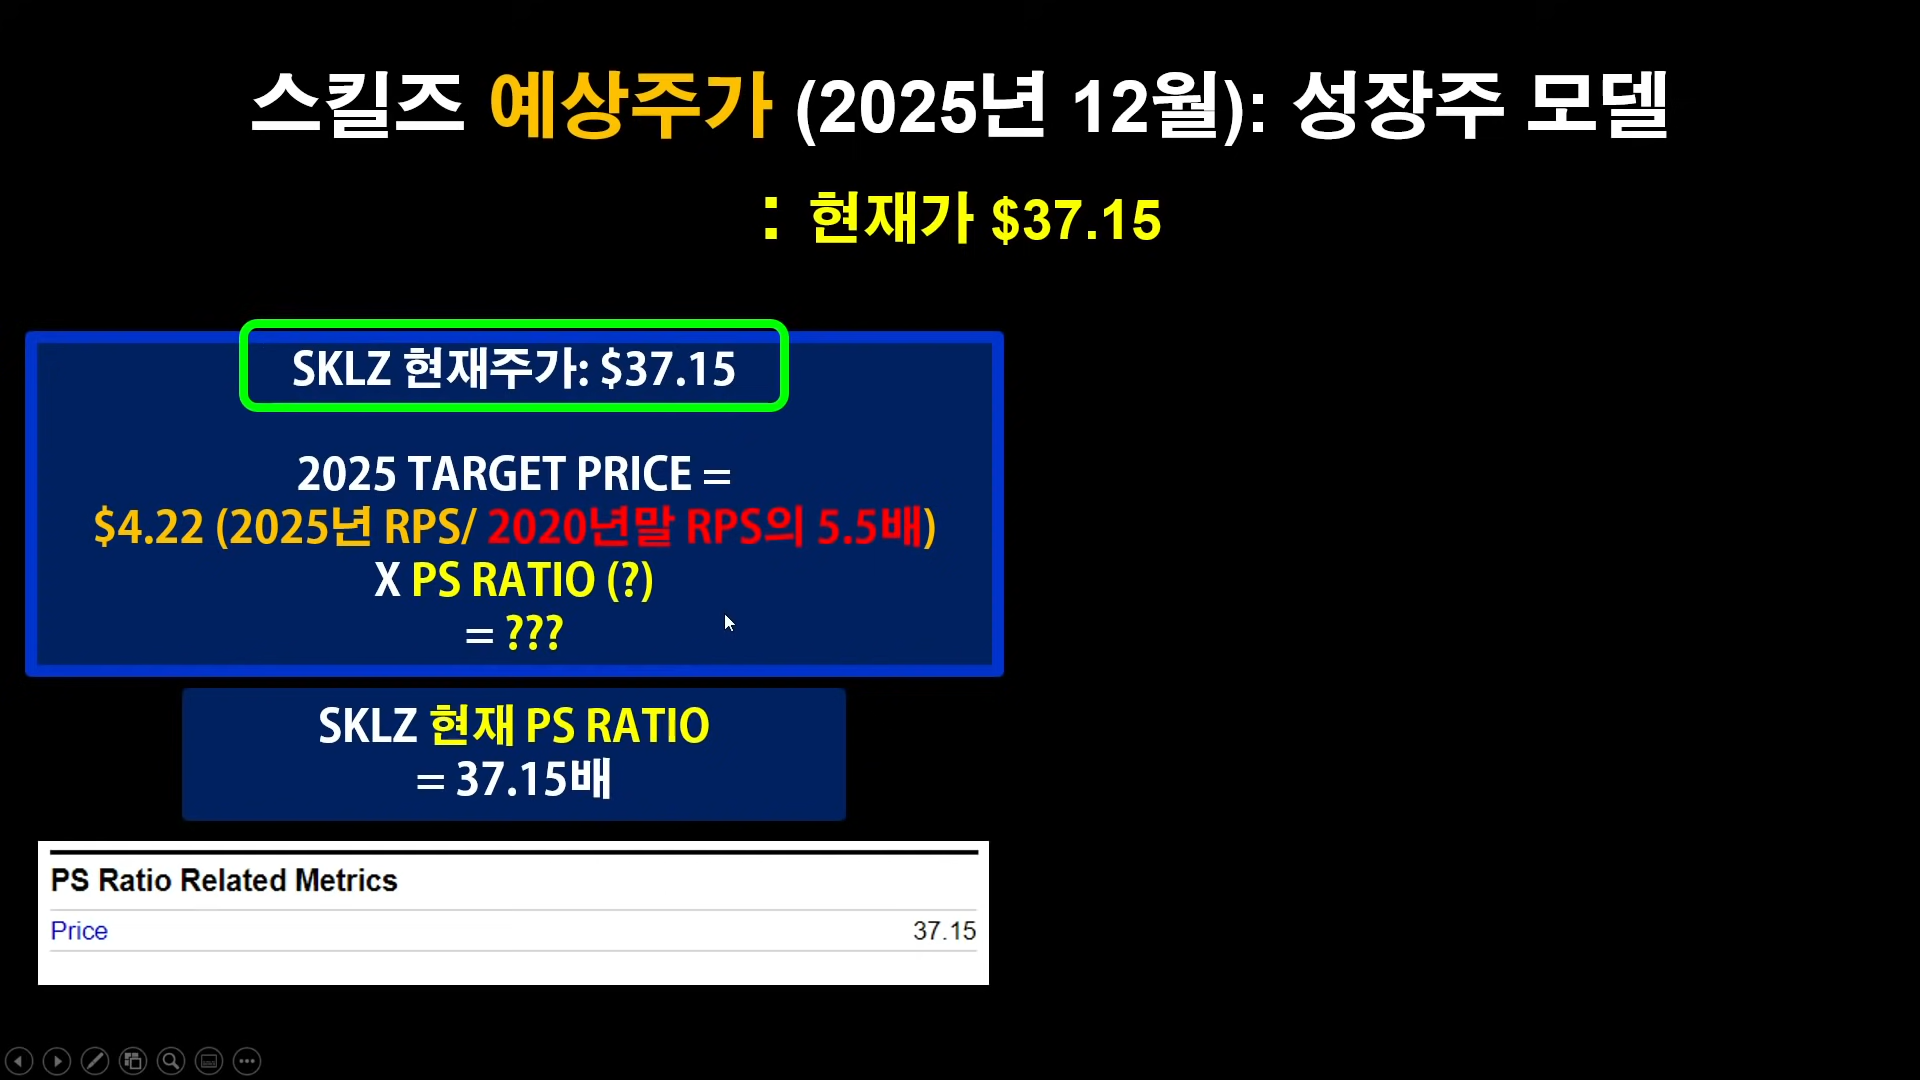 스킬즈 예상주가 (2025년 12월): 성장주 모델
: 현재가 $37.15
SKLZ 현재주가: $37.15
2025 TARGET PRICE =
$4.22 (2025년 RPS/ 2020년말 RPS의 5.5배)
X PS RATIO (?)
= ???
SKLZ 현재 PS RATIO
= 37.15배
PS Ratio Related Metrics
Price 37.15